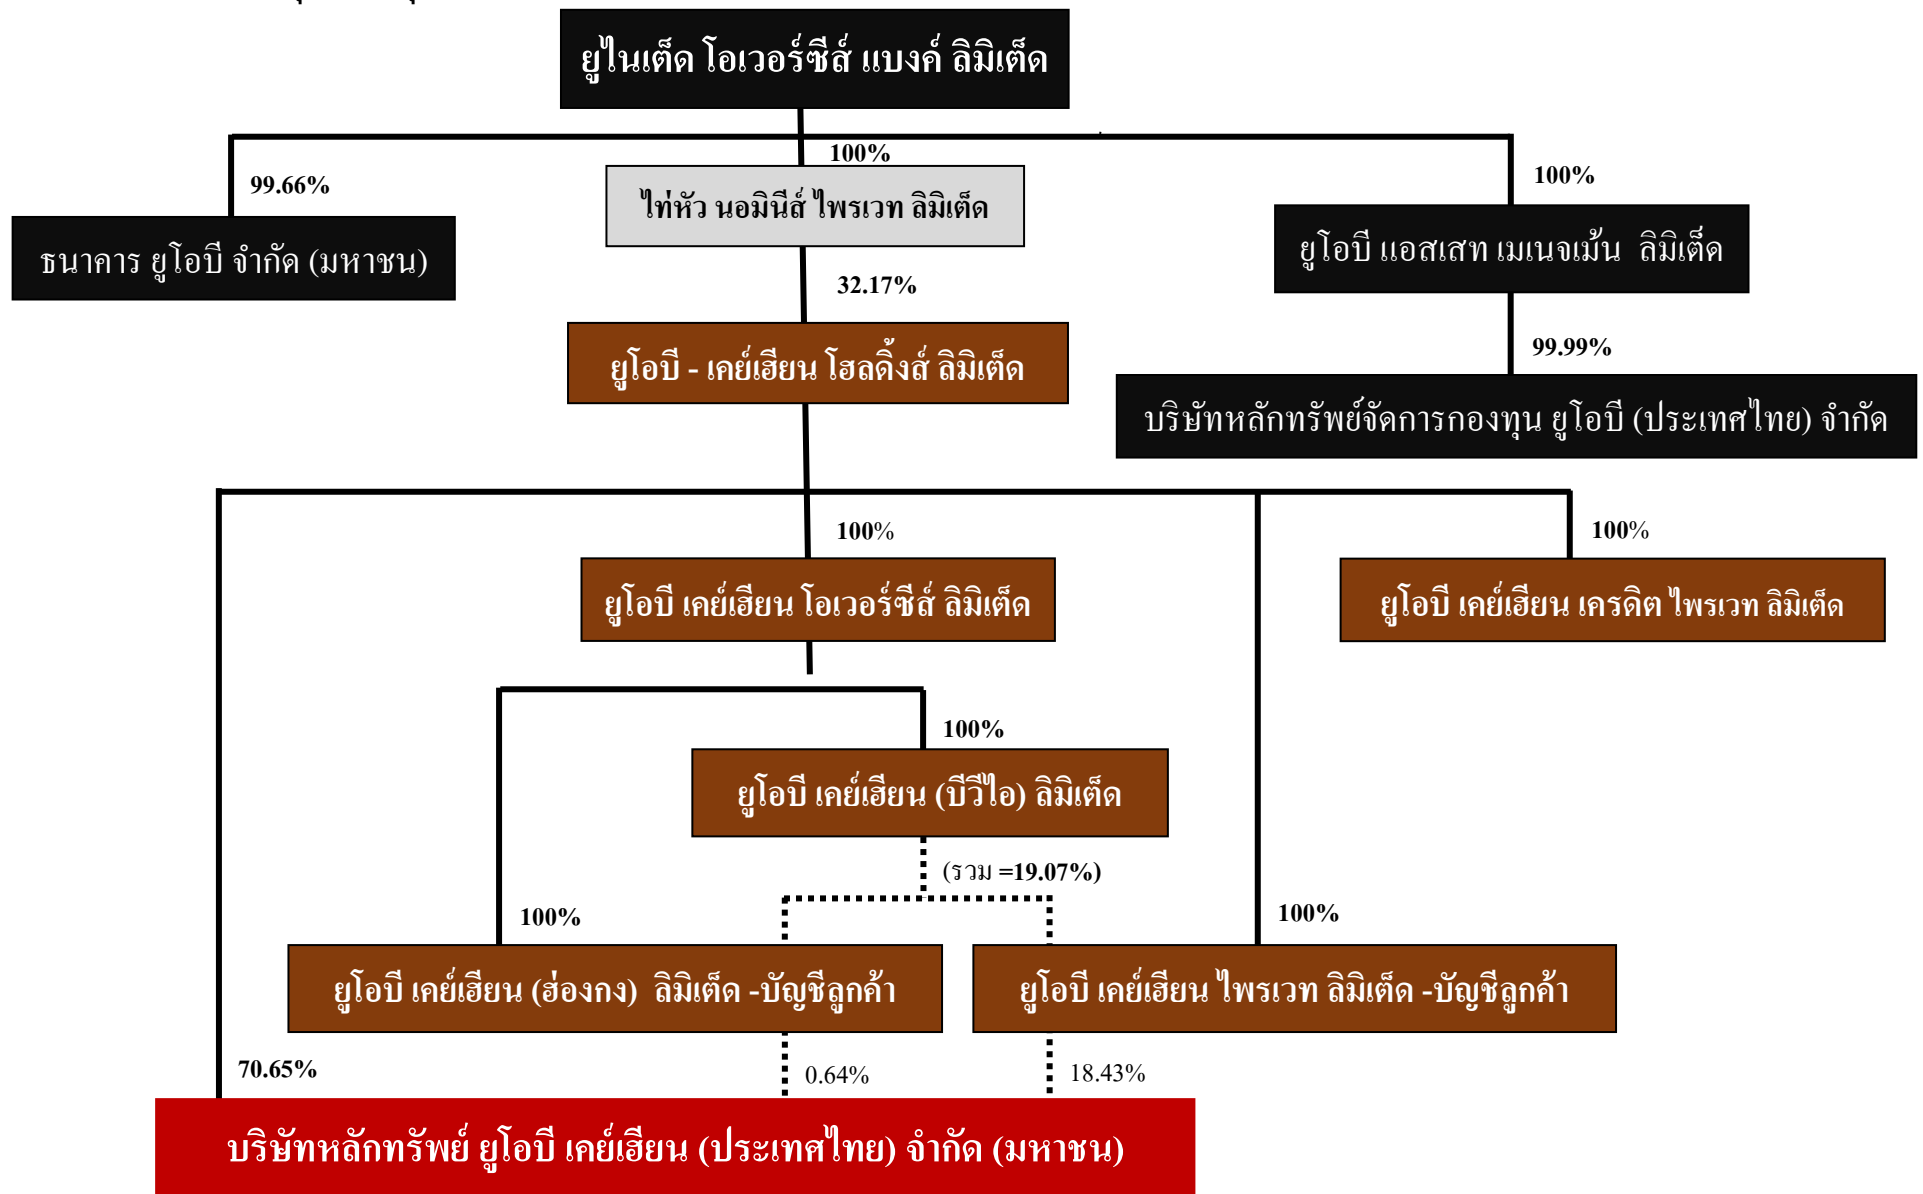 ยูไนเต็ด โอเวอร์ซีส์ แบงค์ ลิมิเต็ด
100%
99.66%
100%
ไท่หัว นอมินีส์ ไพรเวท ลิมิเต็ด
ธนาคาร ยูโอบี จำกัด (มหาชน)
ยูโอบี แอสเสท เมเนจเม้น ลิมิเต็ด
32.17%
ยูโอบี - เคย์เฮียน โฮลดิ้งส์ ลิมิเต็ด
99.99%
บริษัทหลักทรัพย์จัดการกองทุน ยูโอบี (ประเทศไทย) จำกัด
100%
100%
ยูโอบี เคย์เฮียน โอเวอร์ซีส์ ลิมิเต็ด
ยูโอบี เคย์เฮียน เครดิต ไพรเวท ลิมิเต็ด
100%
ยูโอบี เคย์เฮียน (บีวีไอ) ลิมิเต็ด
(รวม =19.07%)
100%
100%
ยูโอบี เคย์เฮียน (ฮ่องกง) ลิมิเต็ด -บัญชีลูกค้า
ยูโอบี เคย์เฮียน ไพรเวท ลิมิเต็ด -บัญชีลูกค้า
70.65%
0.64%
18.43%
บริษัทหลักทรัพย์ ยูโอบี เคย์เฮียน (ประเทศไทย) จำกัด (มหาชน)